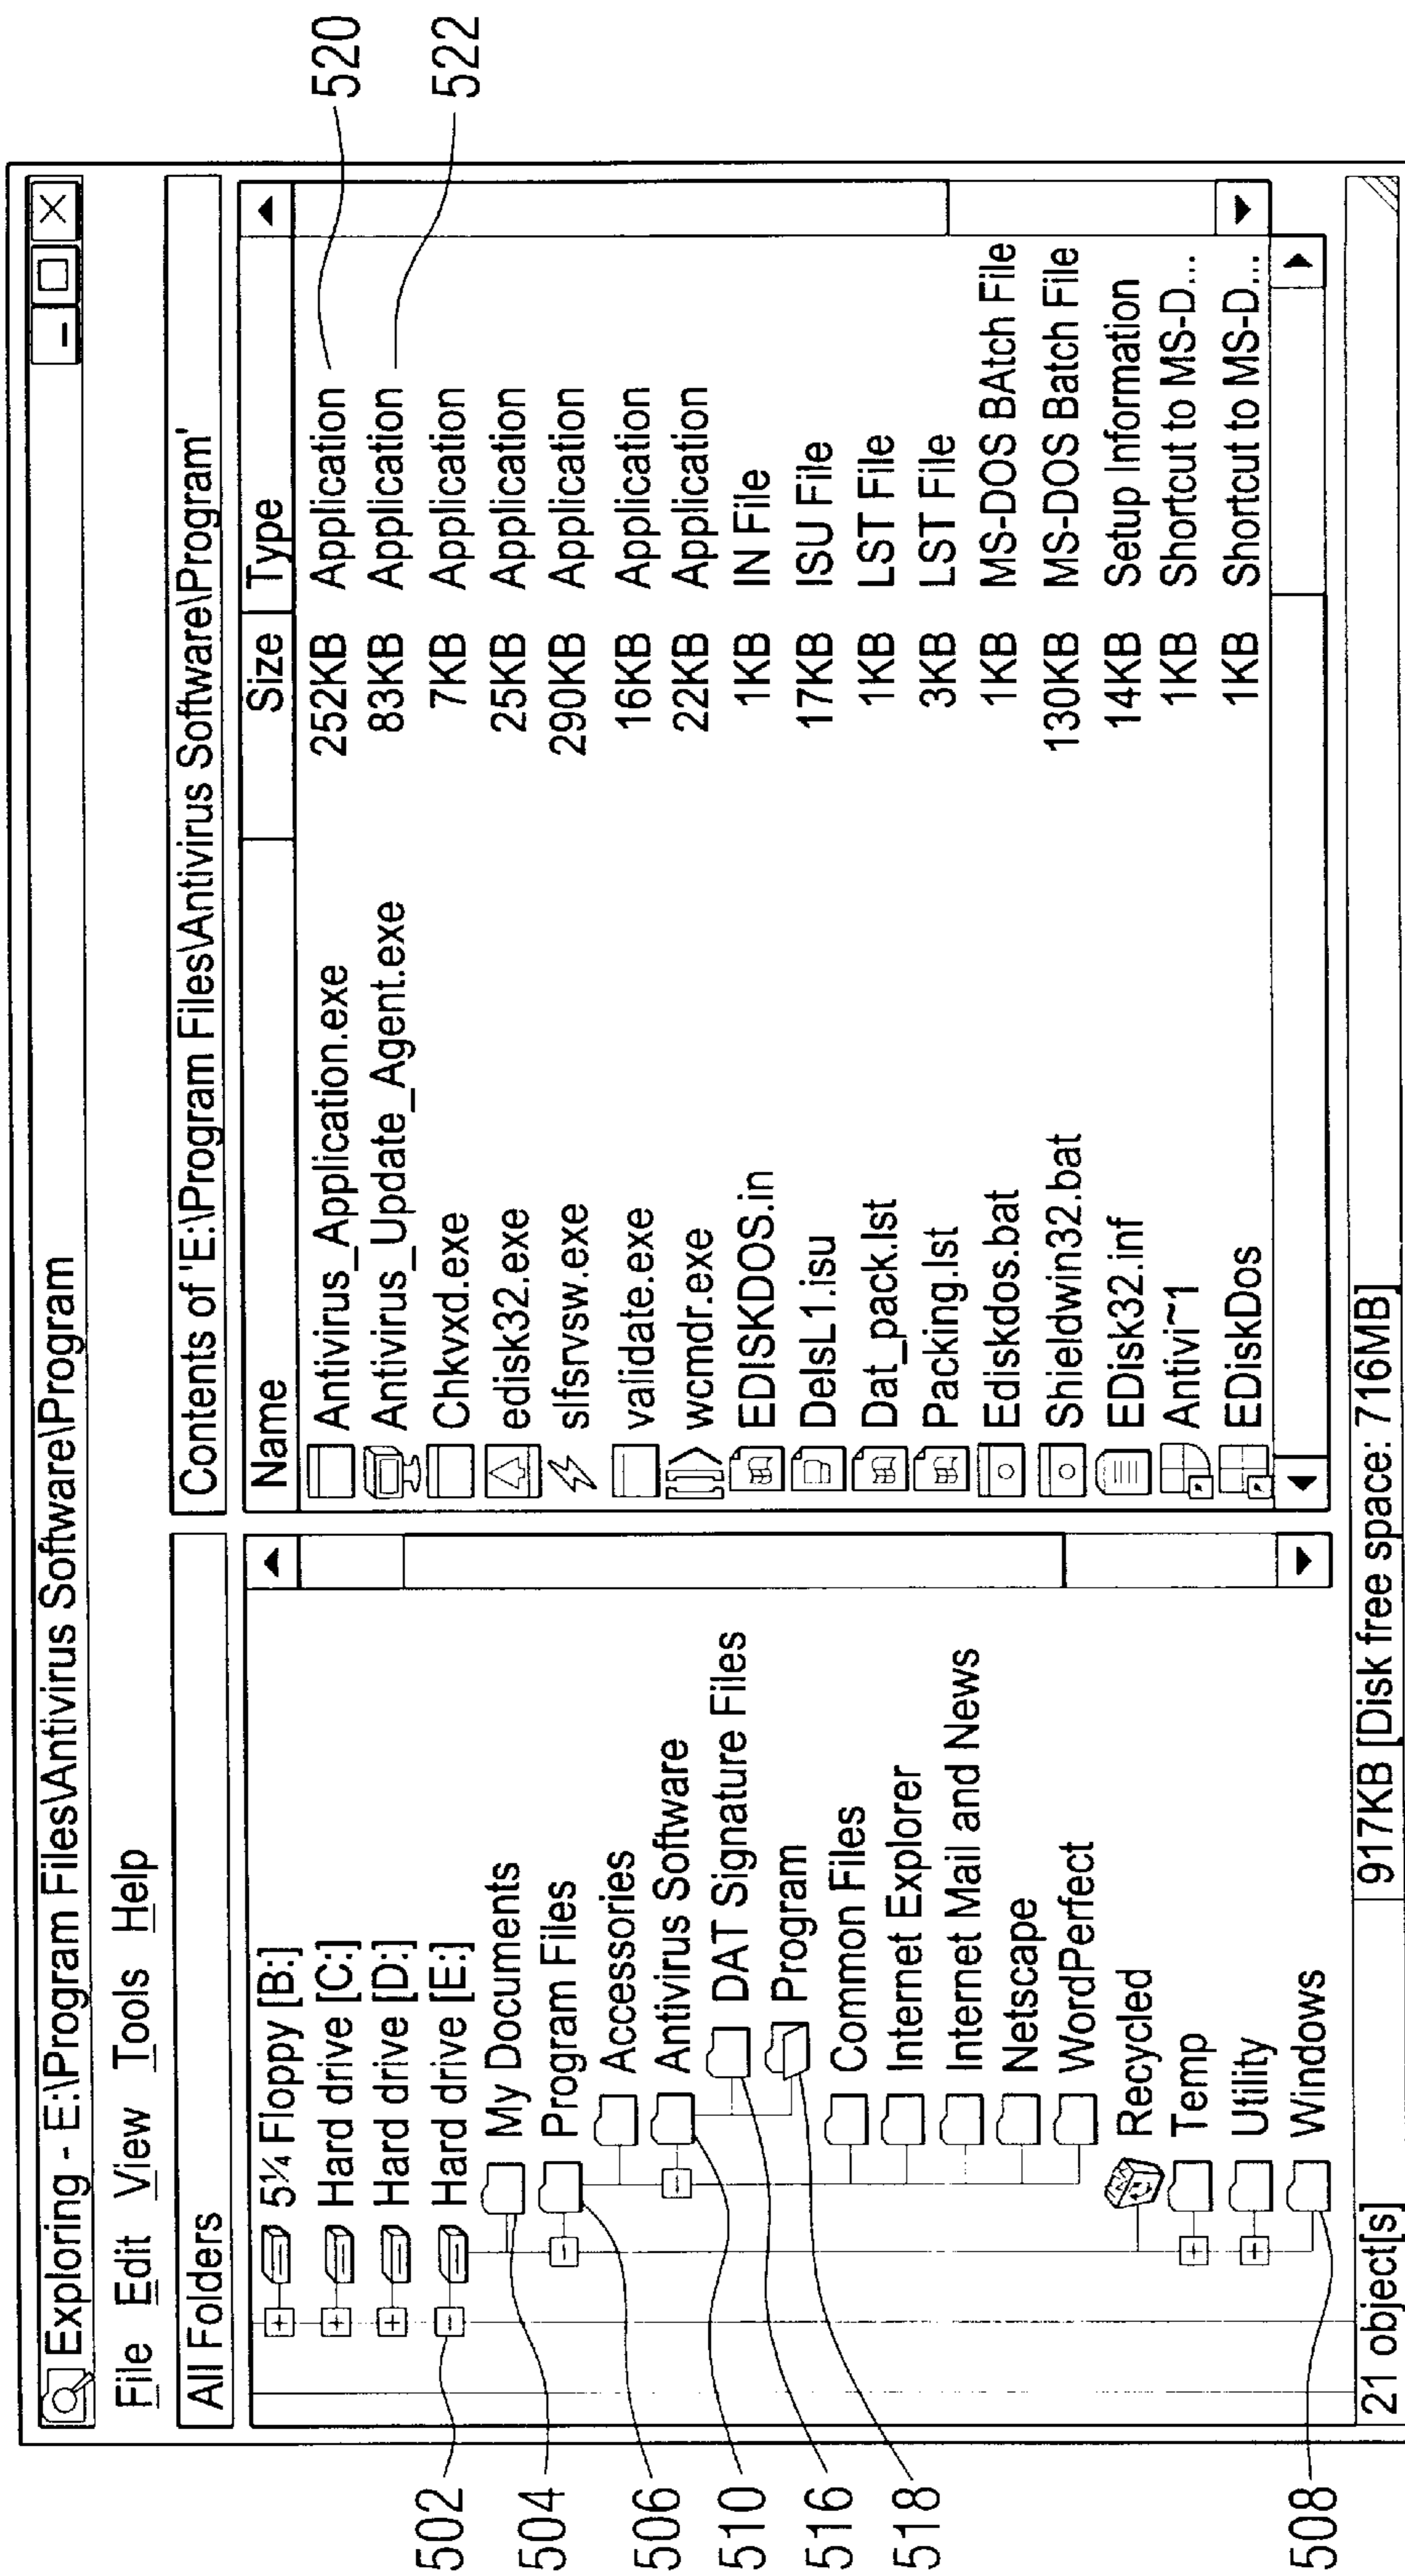 Exploring - E:\Program Files\Antivirus Software\Program
File Edit View Tools Help
All Folders
Contents of 'E:\Program Files\Antivirus Software\Program'
5¼ Floppy [B:]
Hard drive [C:]
Hard drive [D:]
Hard drive [E:]
My Documents
Program Files
Accessories
Antivirus Software
DAT Signature Files
Program
Common Files
Internet Explorer
Internet Mail and News
Netscape
WordPerfect
Recycled
Temp
Utility
Windows
502
504
506
510
516
518
508
Name Size Type
Antivirus_Application.exe 252KB Application
Antivirus_Update_Agent.exe 83KB Application
Chkvxd.exe 7KB Application
edisk32.exe 25KB Application
slfsrvsw.exe 290KB Application
validate.exe 16KB Application
wcmdr.exe 22KB Application
EDISKDOS.in 1KB IN File
DelsL1.isu 17KB ISU File
Dat_pack.lst 1KB LST File
Packing.lst 3KB LST File
Ediskdos.bat 1KB MS-DOS BAtch File
Shieldwin32.bat 130KB MS-DOS Batch File
EDisk32.inf 14KB Setup Information
Antivi~1 1KB Shortcut to MS-D...
EDiskDos 1KB Shortcut to MS-D...
520
522
21 object[s] 917KB [Disk free space: 716MB]